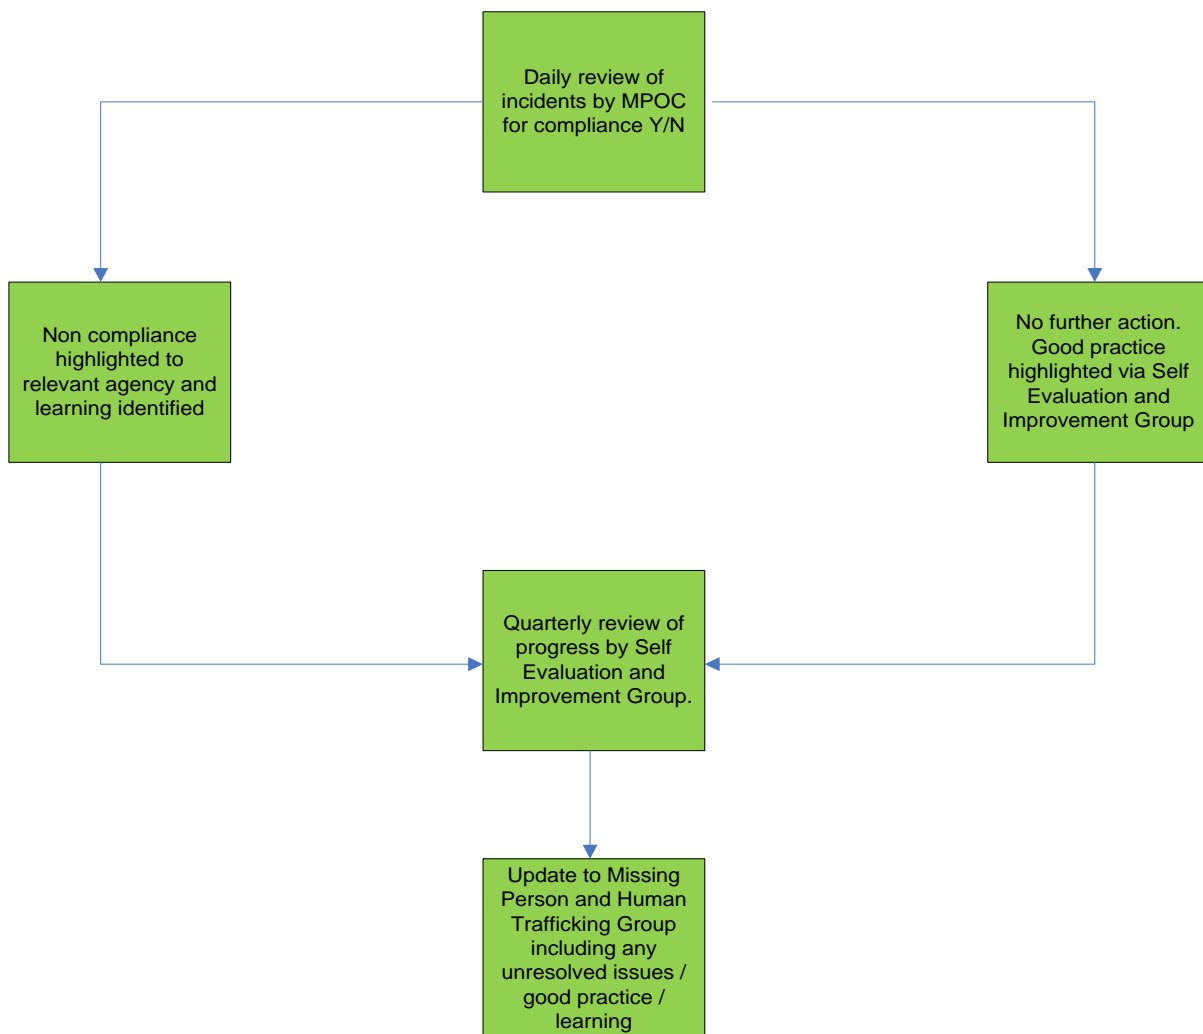 Daily review of
incidents by MPOC
for compliance Y/N
Non compliance
highlighted to
relevant agency and
learning identified
No further action.
Good practice
highlighted via Self
Evaluation and
Improvement Group
Quarterly review of
progress by Self
Evaluation and
Improvement Group.
Update to Missing
Person and Human
Trafficking Group
including any
unresolved issues /
good practice /
learning